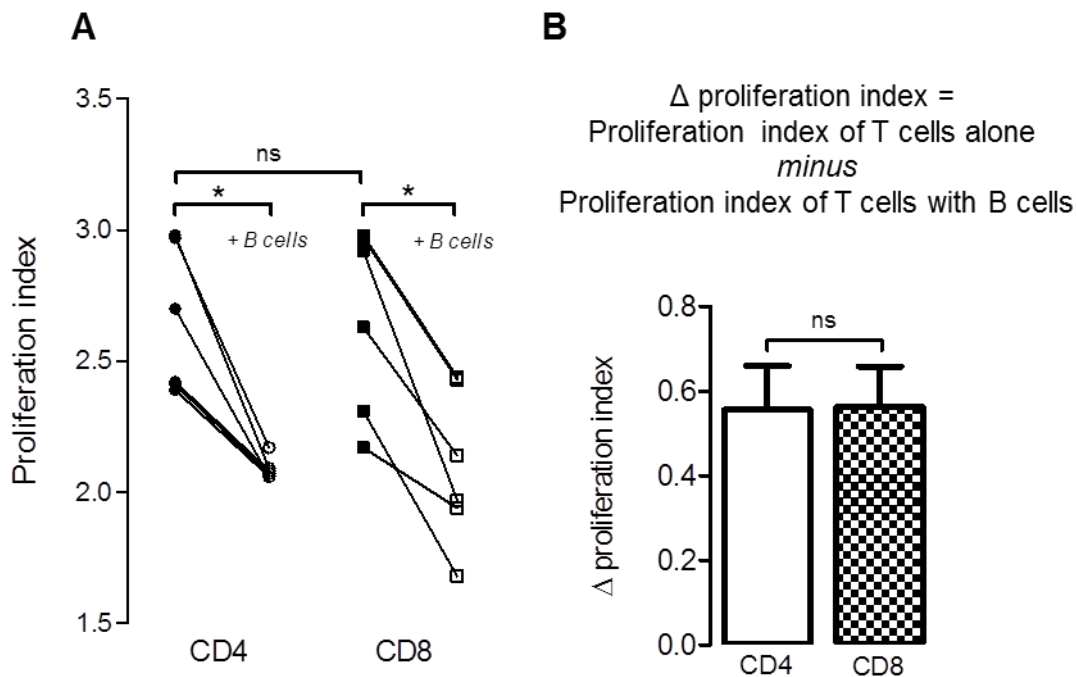 A
Proliferation index
3.5
3.0
2.5
2.0
1.5
ns
*
*
+ B cells
+ B cells
CD4
CD8
B
Δ proliferation index =
Proliferation index of T cells alone
minus
Proliferation index of T cells with B cells
Δ proliferation index
0.8
0.6
0.4
0.2
0.0
ns
CD4
CD8